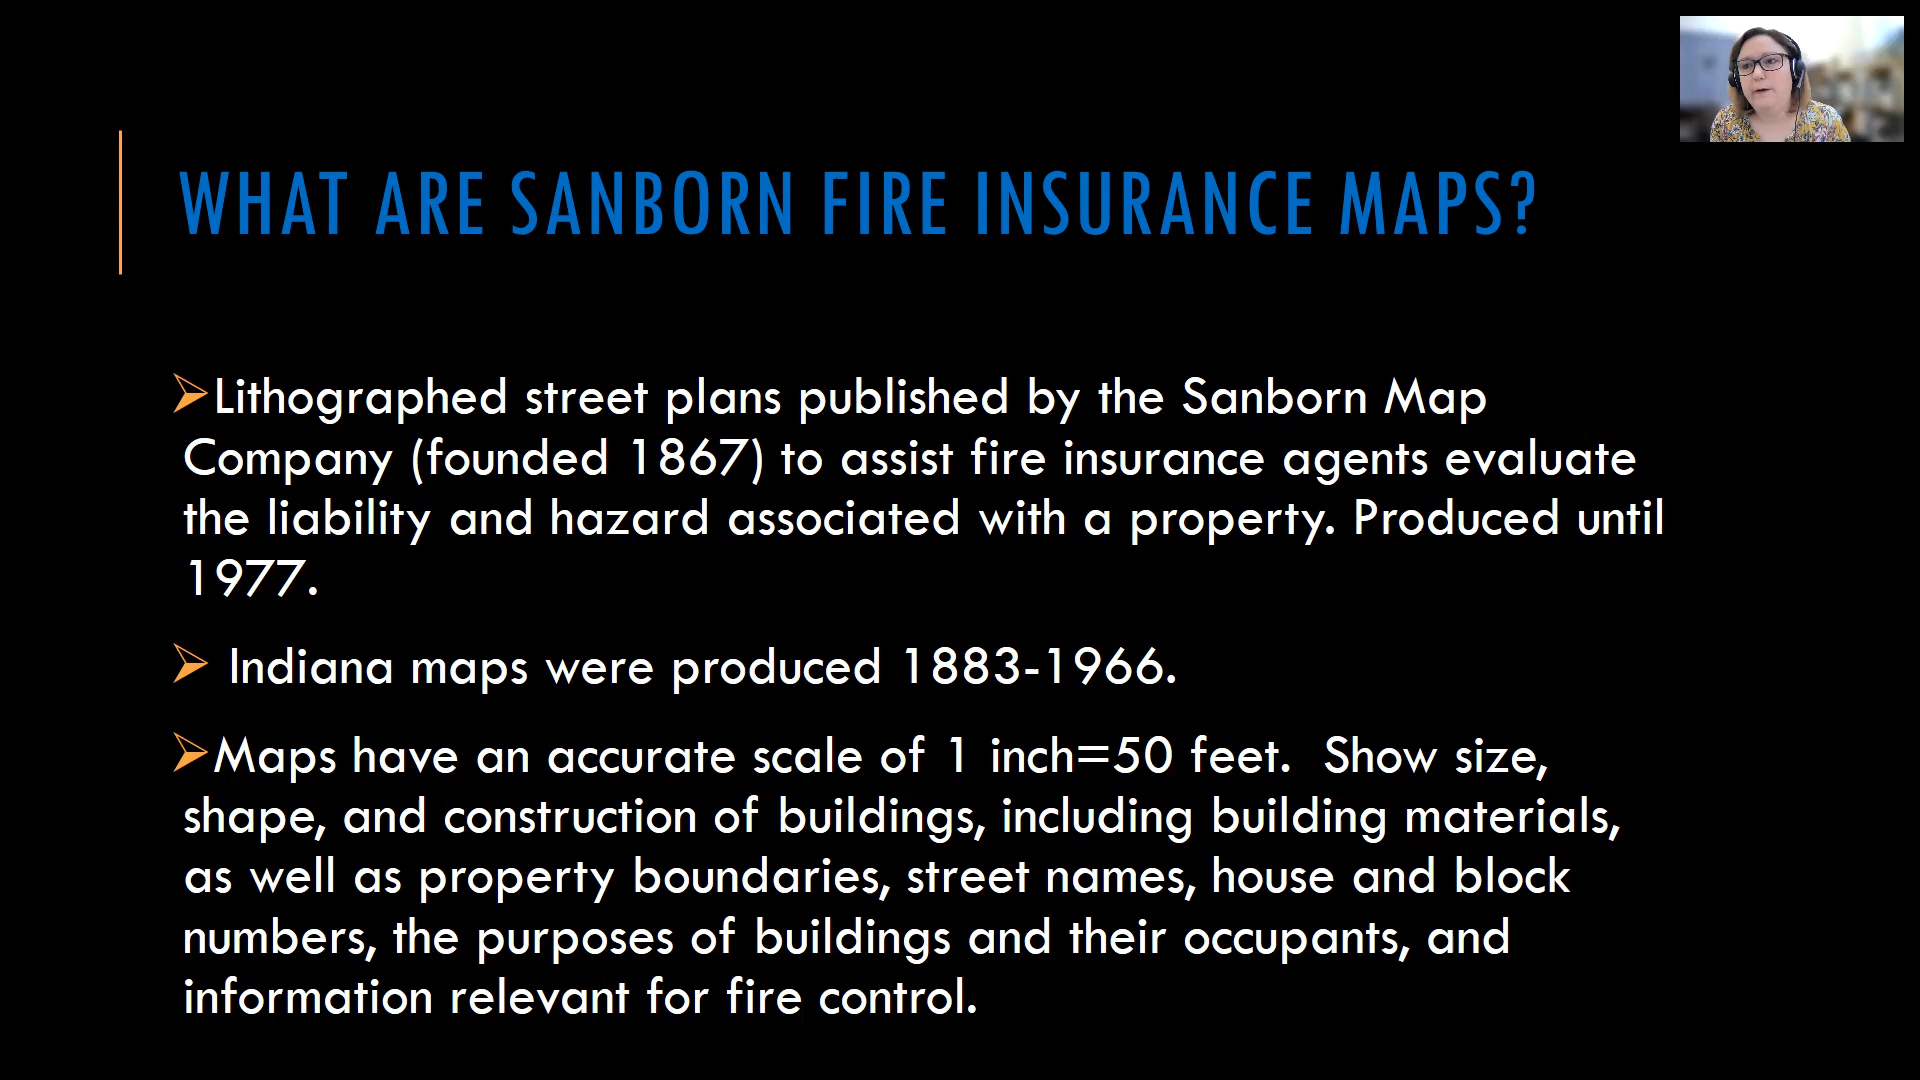 WHAT ARE SANBORN FIRE INSURANCE MAPS?
Lithographed street plans published by the Sanborn Map
Company (founded 1867) to assist fire insurance agents evaluate
the liability and hazard associated with a property. Produced until
1977.
Indiana maps were produced 1883-1966.
Maps have an accurate scale of 1 inch=50 feet.  Show size,
shape, and construction of buildings, including building materials,
as well as property boundaries, street names, house and block
numbers, the purposes of buildings and their occupants, and
information relevant for fire control.